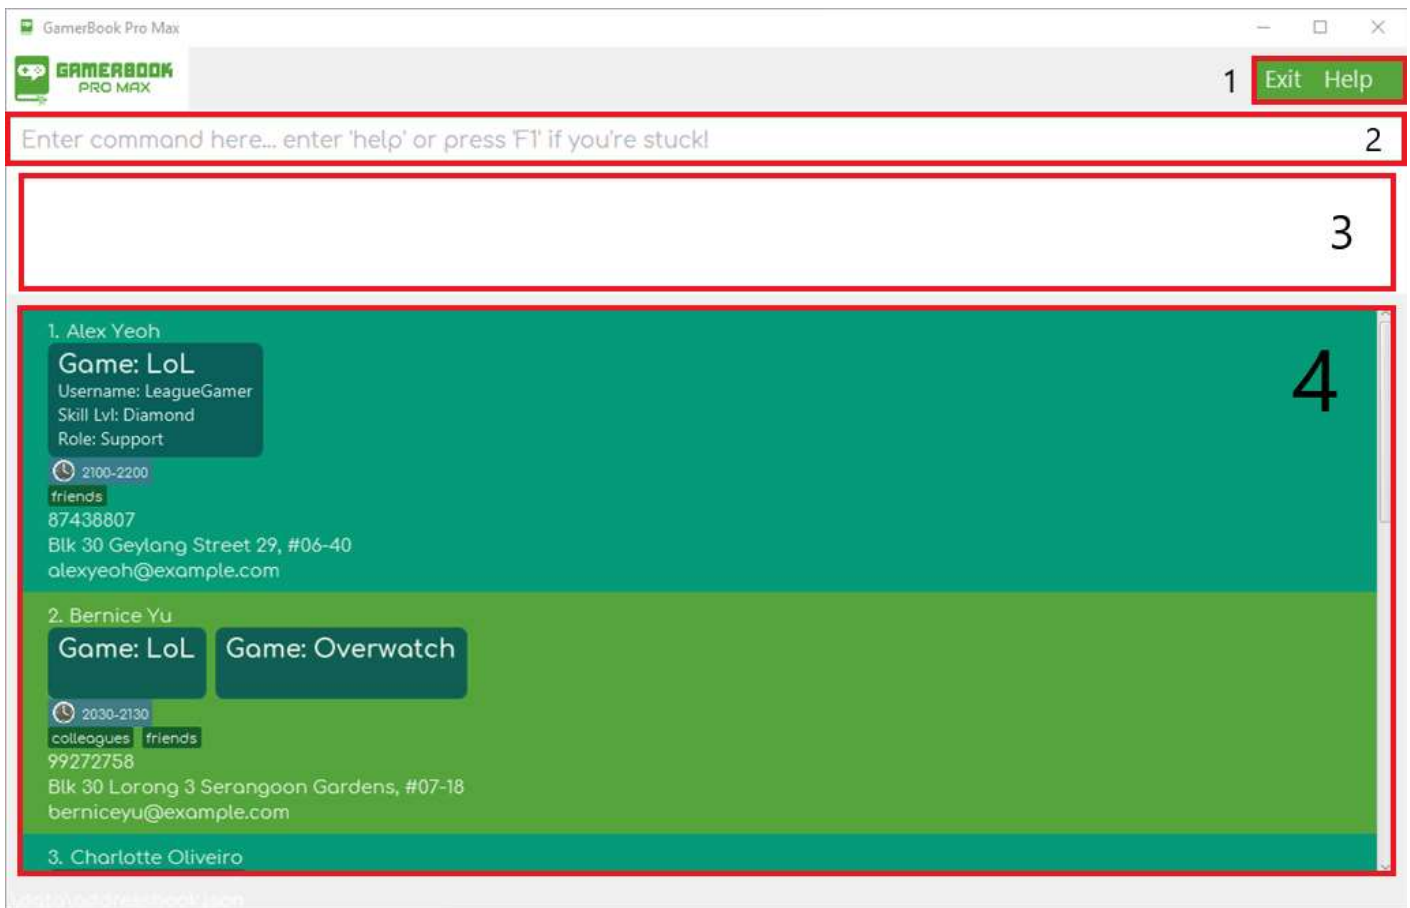 GamerBook Pro Max
GAMERBOOK
PRO MAX
1
Exit Help
Enter command here... enter 'help' or press 'F1' if you're stuck!
2
3
4
1. Alex Yeoh
Game: LoL
Username: LeagueGamer
Skill Lvl: Diamond
Role: Support
2100-2200
friends
87438807
Blk 30 Geylang Street 29, #06-40
alexyeoh@example.com
2. Bernice Yu
Game: LoL Game: Overwatch
2030-2130
colleagues friends
99272758
Blk 30 Lorong 3 Serangoon Gardens, #07-18
berniceyu@example.com
3. Charlotte Oliveiro